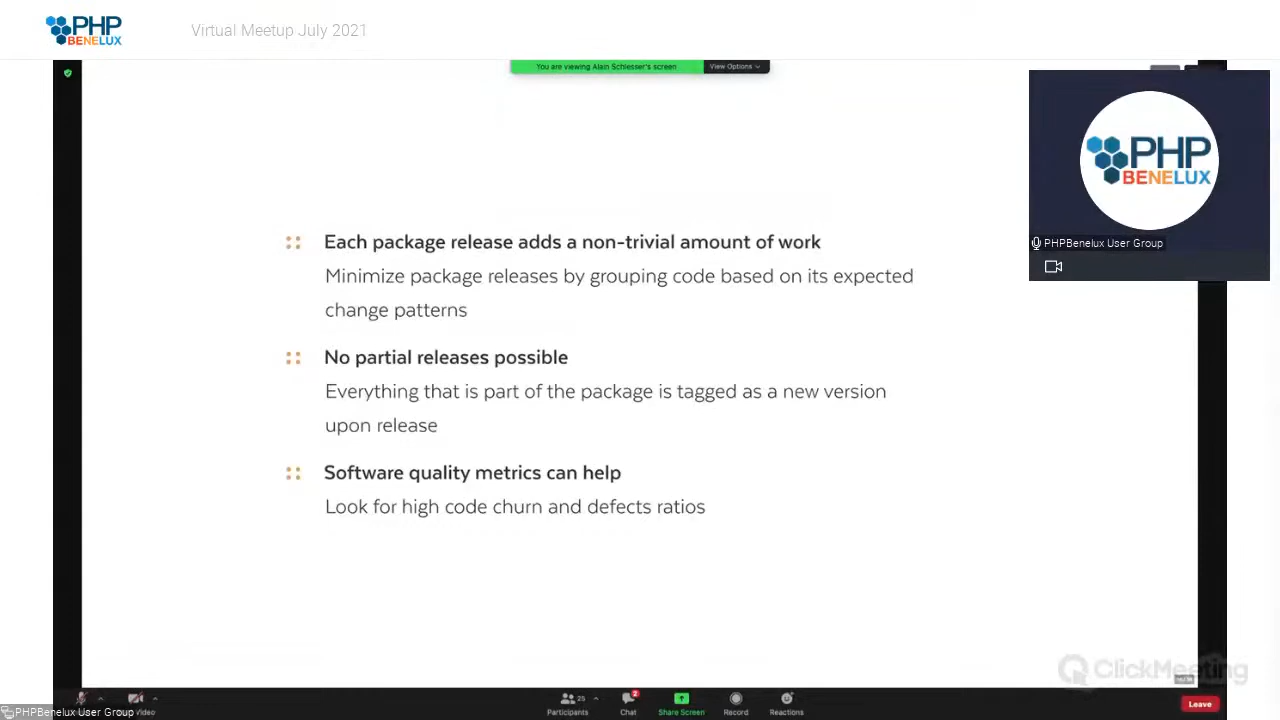 PHP
BENELUX
Virtual Meetup July 2021
You are viewing Alain Schlesser's screen
View Options
PHP
BENELUX
PHPBenelux User Group
Each package release adds a non-trivial amount of work
Minimize package releases by grouping code based on its expected
change patterns
No partial releases possible
Everything that is part of the package is tagged as a new version
upon release
Software quality metrics can help
Look for high code churn and defects ratios
ClickMeeting
25
2
Participants
Chat
Share Screen
Record
Reactions
Leave
PHPBenelux User Group
Video